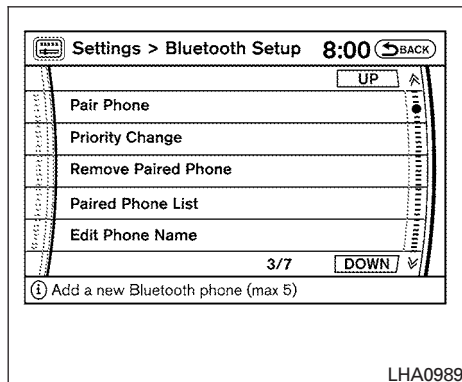 Settings > Bluetooth Setup 8:00 BACK
UP
Pair Phone
Priority Change
Remove Paired Phone
Paired Phone List
Edit Phone Name
3/7 DOWN
i Add a new Bluetooth phone (max 5)
LHA0989